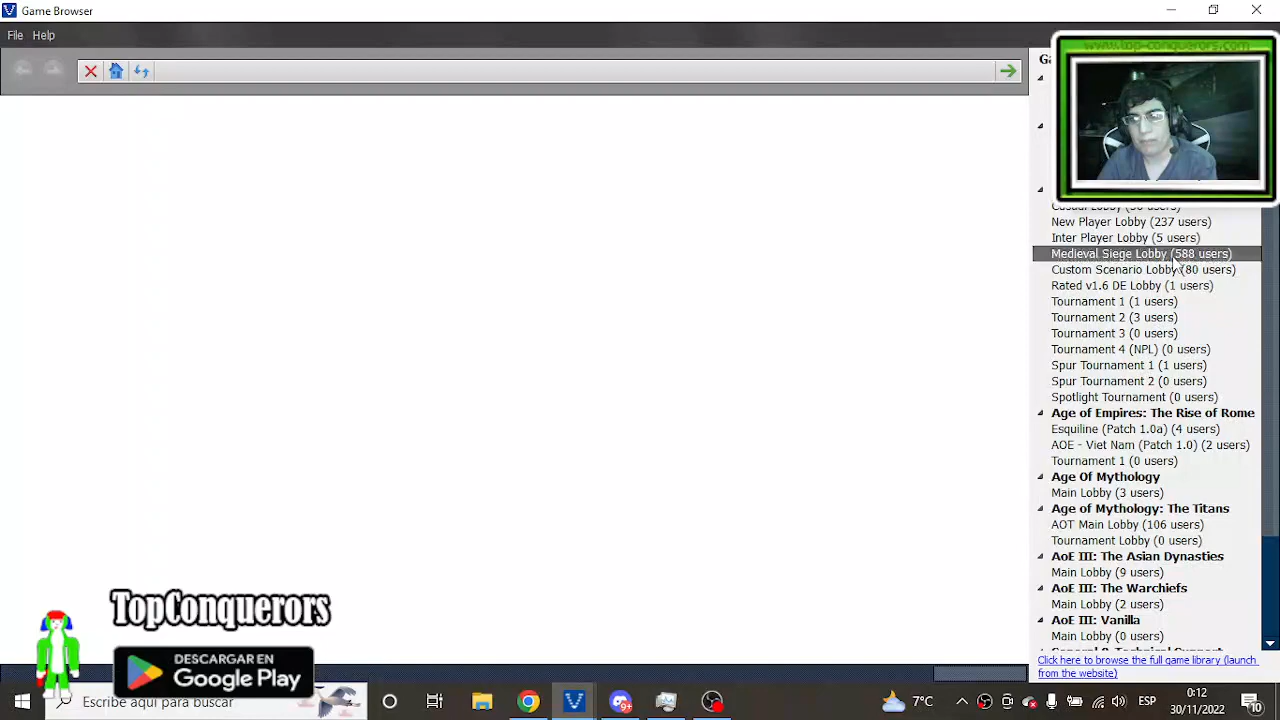 Game Browser
File Help
www.top-conquerors.com
New Player Lobby (237 users)
Inter Player Lobby (5 users)
Medieval Siege Lobby (588 users)
Custom Scenario Lobby (80 users)
Rated v1.6 DE Lobby (1 users)
Tournament 1 (1 users)
Tournament 2 (3 users)
Tournament 3 (0 users)
Tournament 4 (NPL) (0 users)
Spur Tournament 1 (1 users)
Spur Tournament 2 (0 users)
Spotlight Tournament (0 users)
Age of Empires: The Rise of Rome
Esquiline (Patch 1.0a) (4 users)
AOE - Viet Nam (Patch 1.0) (2 users)
Tournament 1 (0 users)
Age Of Mythology
Main Lobby (3 users)
Age of Mythology: The Titans
AOT Main Lobby (106 users)
Tournament Lobby (0 users)
AoE III: The Asian Dynasties
Main Lobby (9 users)
AoE III: The Warchiefs
Main Lobby (2 users)
AoE III: Vanilla
Main Lobby (0 users)
Click here to browse the full game library (launch
from the website)
TopConquerors
DESCARGAR EN
Google Play
Escribe aquí para buscar
9+
7°C
ESP
0:12
30/11/2022
10